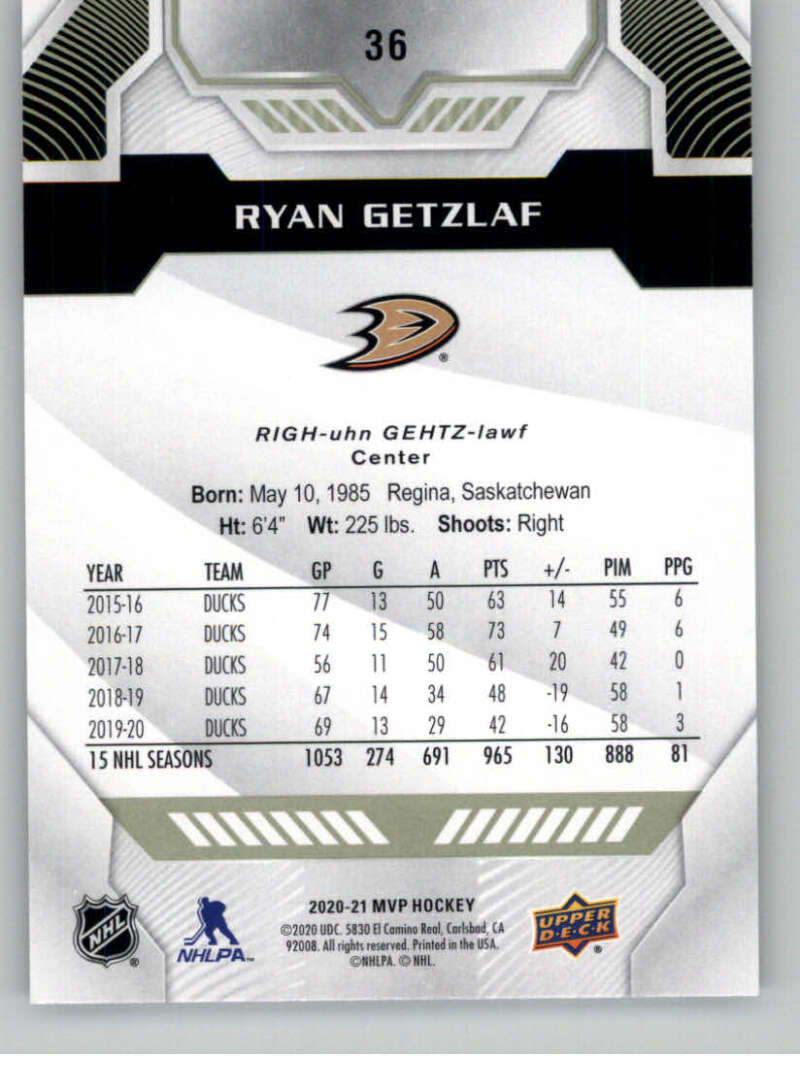 36
RYAN GETZLAF
®
RIGH-uhn GEHTZ-lawf
Center
Born: May 10, 1985 Regina, Saskatchewan
Ht: 6'4" Wt: 225 lbs. Shoots: Right
YEAR TEAM GP G A PTS +/- PIM PPG
2015-16 DUCKS 77 13 50 63 14 55 6
2016-17 DUCKS 74 15 58 73 7 49 6
2017-18 DUCKS 56 11 50 61 20 42 0
2018-19 DUCKS 67 14 34 48 -19 58 1
2019-20 DUCKS 69 13 29 42 -16 58 3
15 NHL SEASONS 1053 274 691 965 130 888 81
NHL ®
NHLPA™
2020-21 MVP HOCKEY
©2020 UDC. 5830 El Camino Real, Carlsbad, CA
92008. All rights reserved. Printed in the USA.
©NHLPA. © NHL.
UPPER
D·E·C·K
®